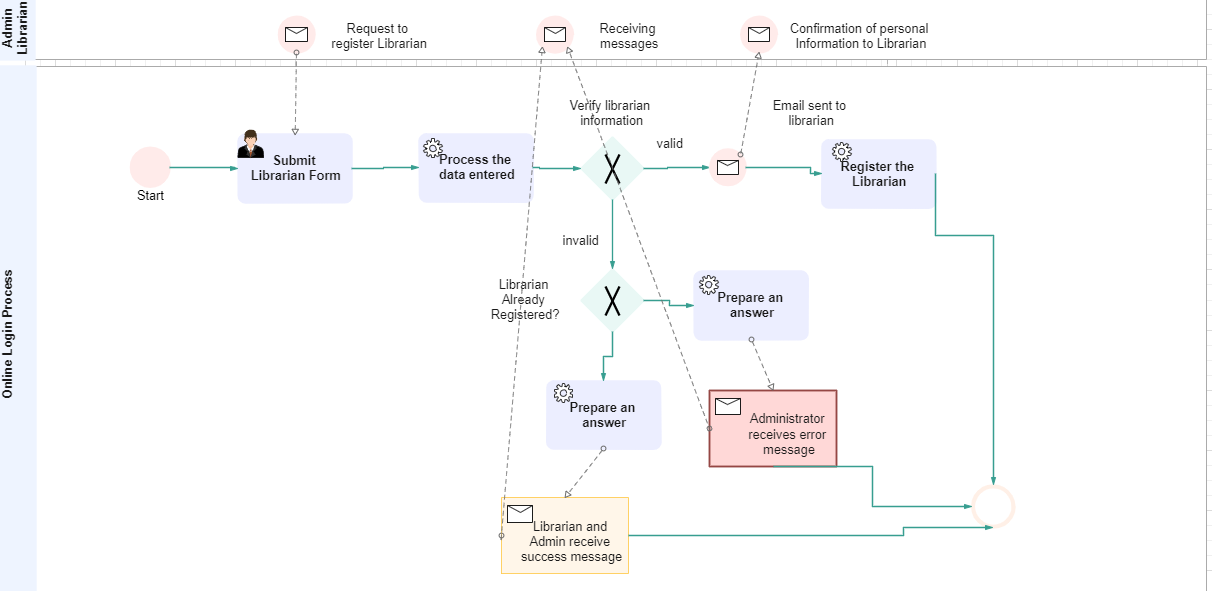 Admin
Librarian
Request to
register Librarian
Receiving
messages
Confirmation of personal
Information to Librarian
Online Login Process
Start
Submit
Librarian Form
Process the
data entered
Verify librarian
information
valid
Email sent to
librarian
Register the
Librarian
invalid
Librarian
Already
Registered?
Prepare an
answer
Prepare an
answer
Administrator
receives error
message
Librarian and
Admin receive
success message